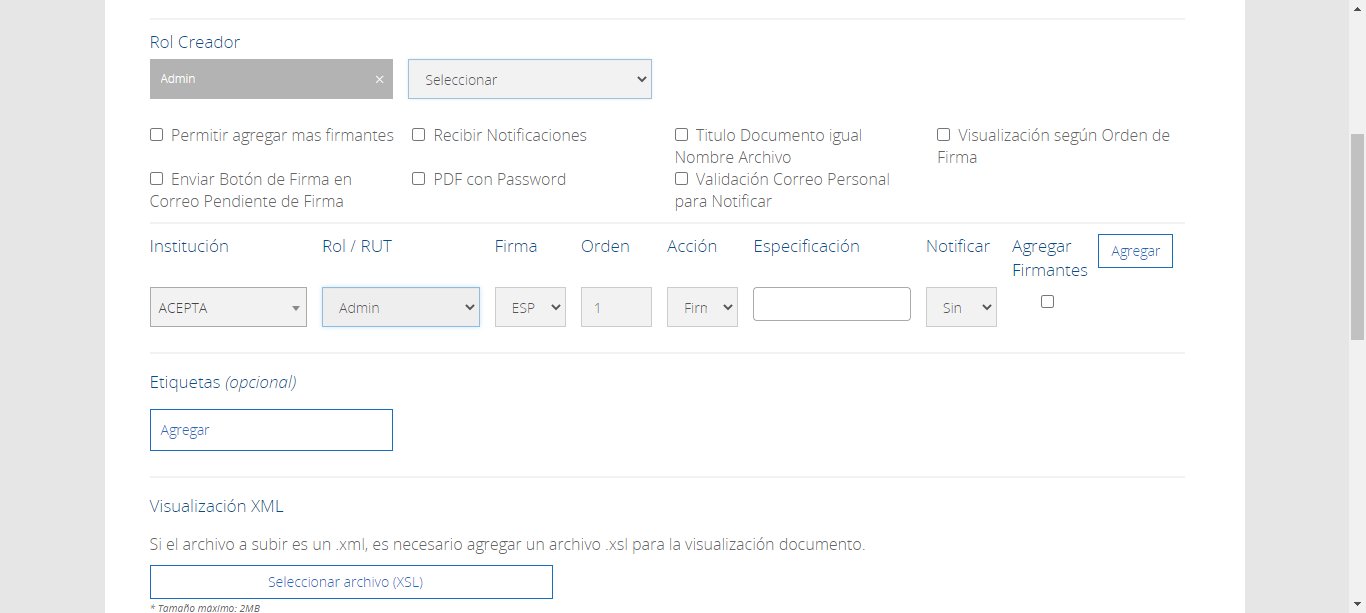 Rol Creador
Admin ×
Seleccionar
Permitir agregar mas firmantes
Recibir Notificaciones
Titulo Documento igual
Nombre Archivo
Visualización según Orden de
Firma
Enviar Botón de Firma en
Correo Pendiente de Firma
PDF con Password
Validación Correo Personal
para Notificar
Institución
Rol / RUT
Firma
Orden
Acción
Especificación
Notificar
Agregar
Firmantes
Agregar
ACEPTA
Admin
ESP
1
Firn
Sin
Etiquetas (opcional)
Agregar
Visualización XML
Si el archivo a subir es un .xml, es necesario agregar un archivo .xsl para la visualización documento.
Seleccionar archivo (XSL)
* Tamaño máximo: 2MB